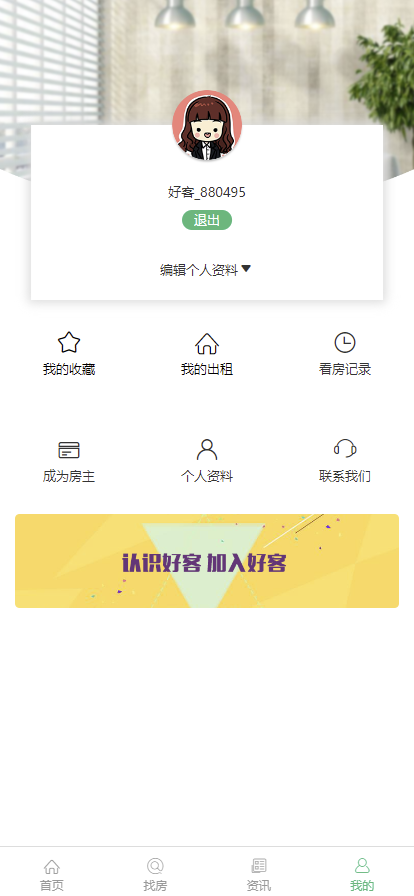 好客_880495
退出
编辑个人资料
我的收藏
我的出租
看房记录
成为房主
个人资料
联系我们
认识好客 加入好客
首页
找房
资讯
我的